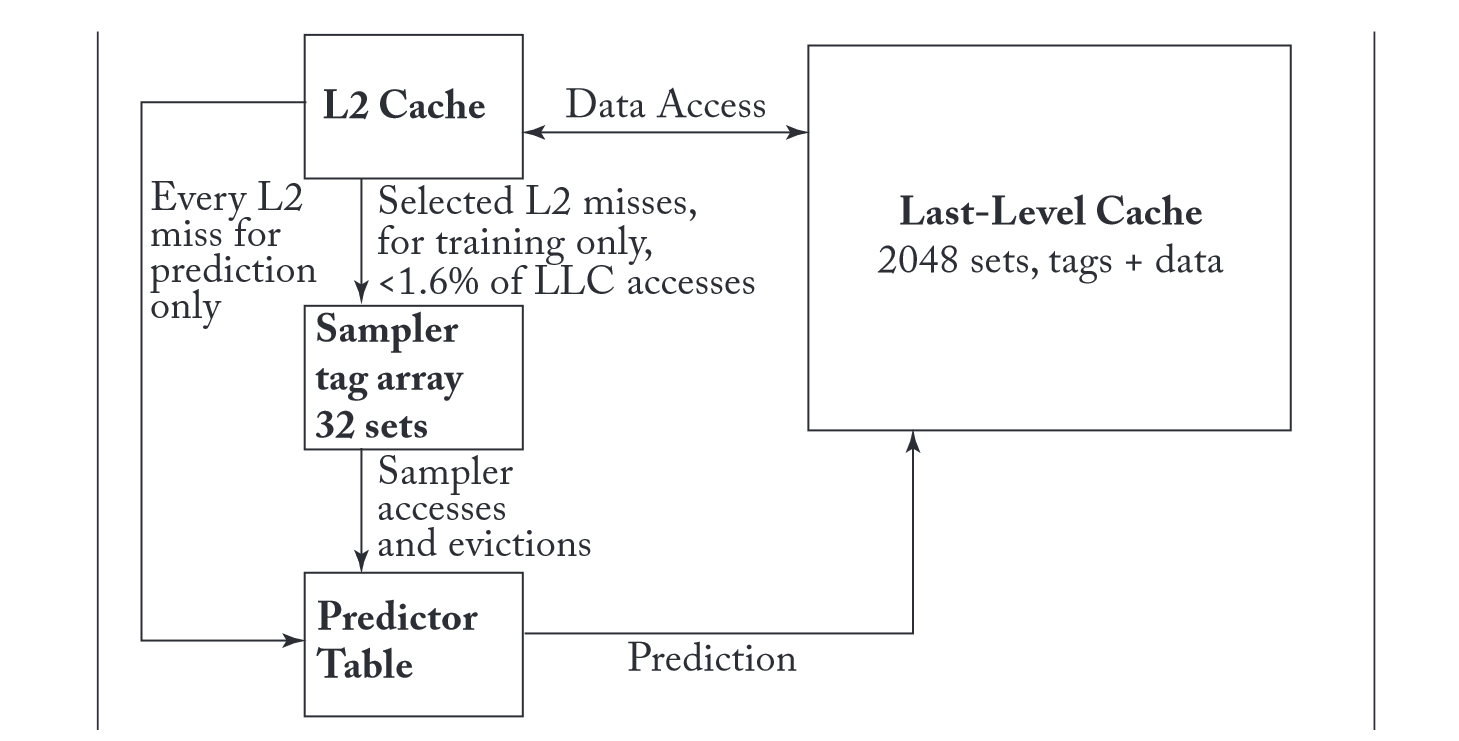 L2 Cache
Data Access
Every L2
miss for
prediction
only
Selected L2 misses,
for training only,
<1.6% of LLC accesses
Last-Level Cache
2048 sets, tags + data
Sampler
tag array
32 sets
Sampler
accesses
and evictions
Predictor
Table
Prediction